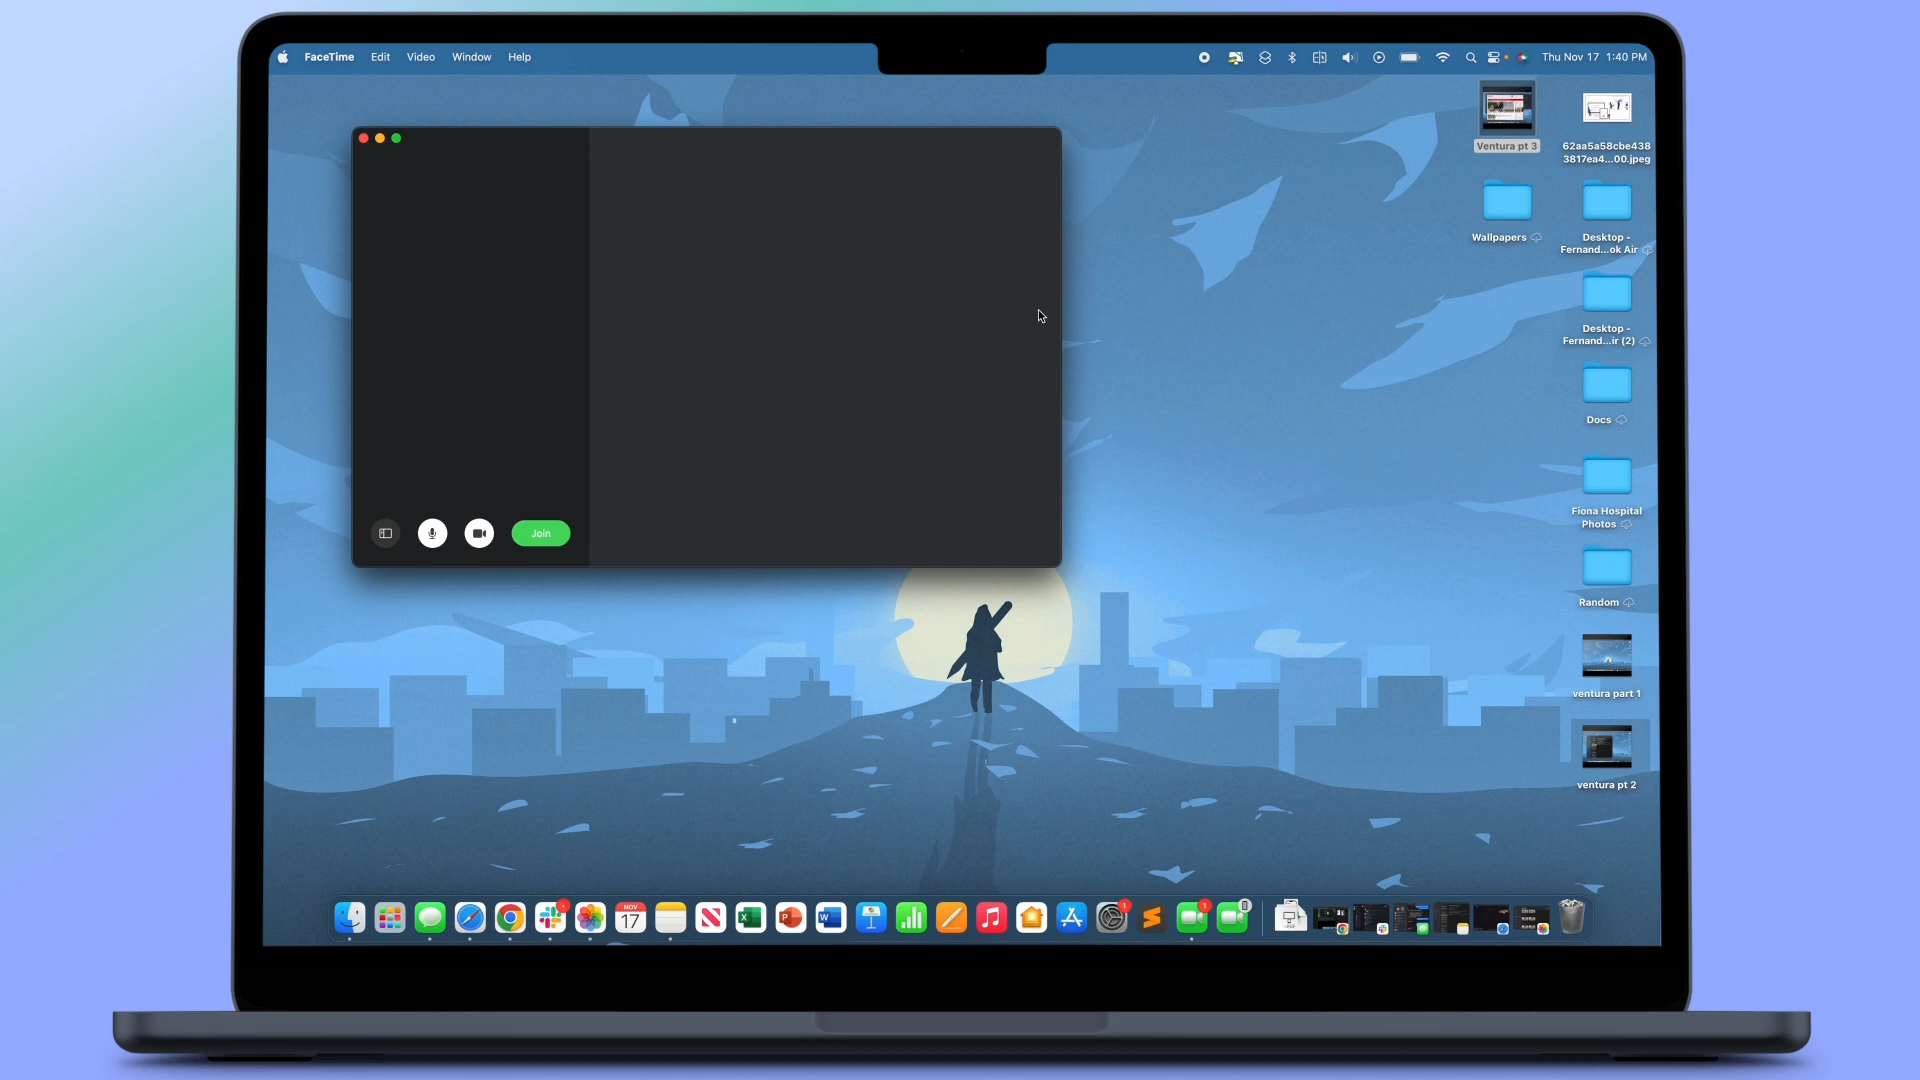 FaceTime Edit Video Window Help
Thu Nov 17 1:40 PM
Ventura pt 3
62aa5a58cbe438
3817ea4...00.jpeg
Wallpapers
Desktop -
Fernand...ok Air
Desktop -
Fernand...ir (2)
Docs
Fiona Hospital
Photos
Random
ventura part 1
ventura pt 2
Join
NOV
17
1
1